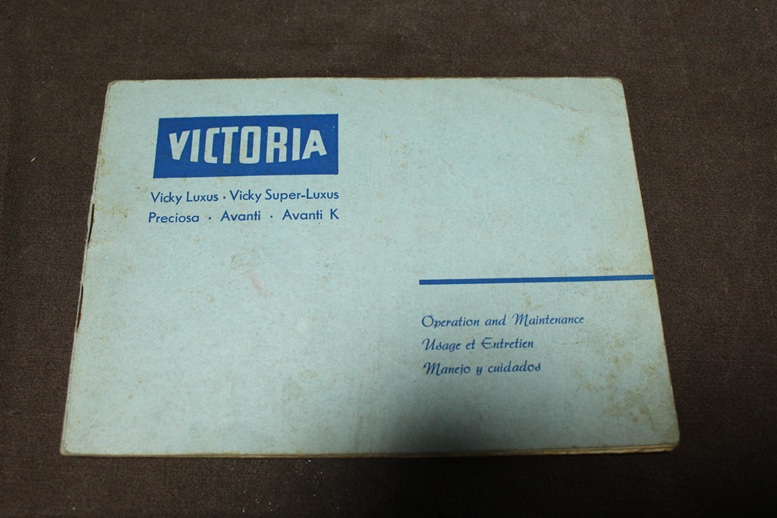 VICTORIA
Vicky Luxus · Vicky Super-Luxus
Preciosa · Avanti · Avanti K
Operation and Maintenance
Usage et Entretien
Manejo y cuidados